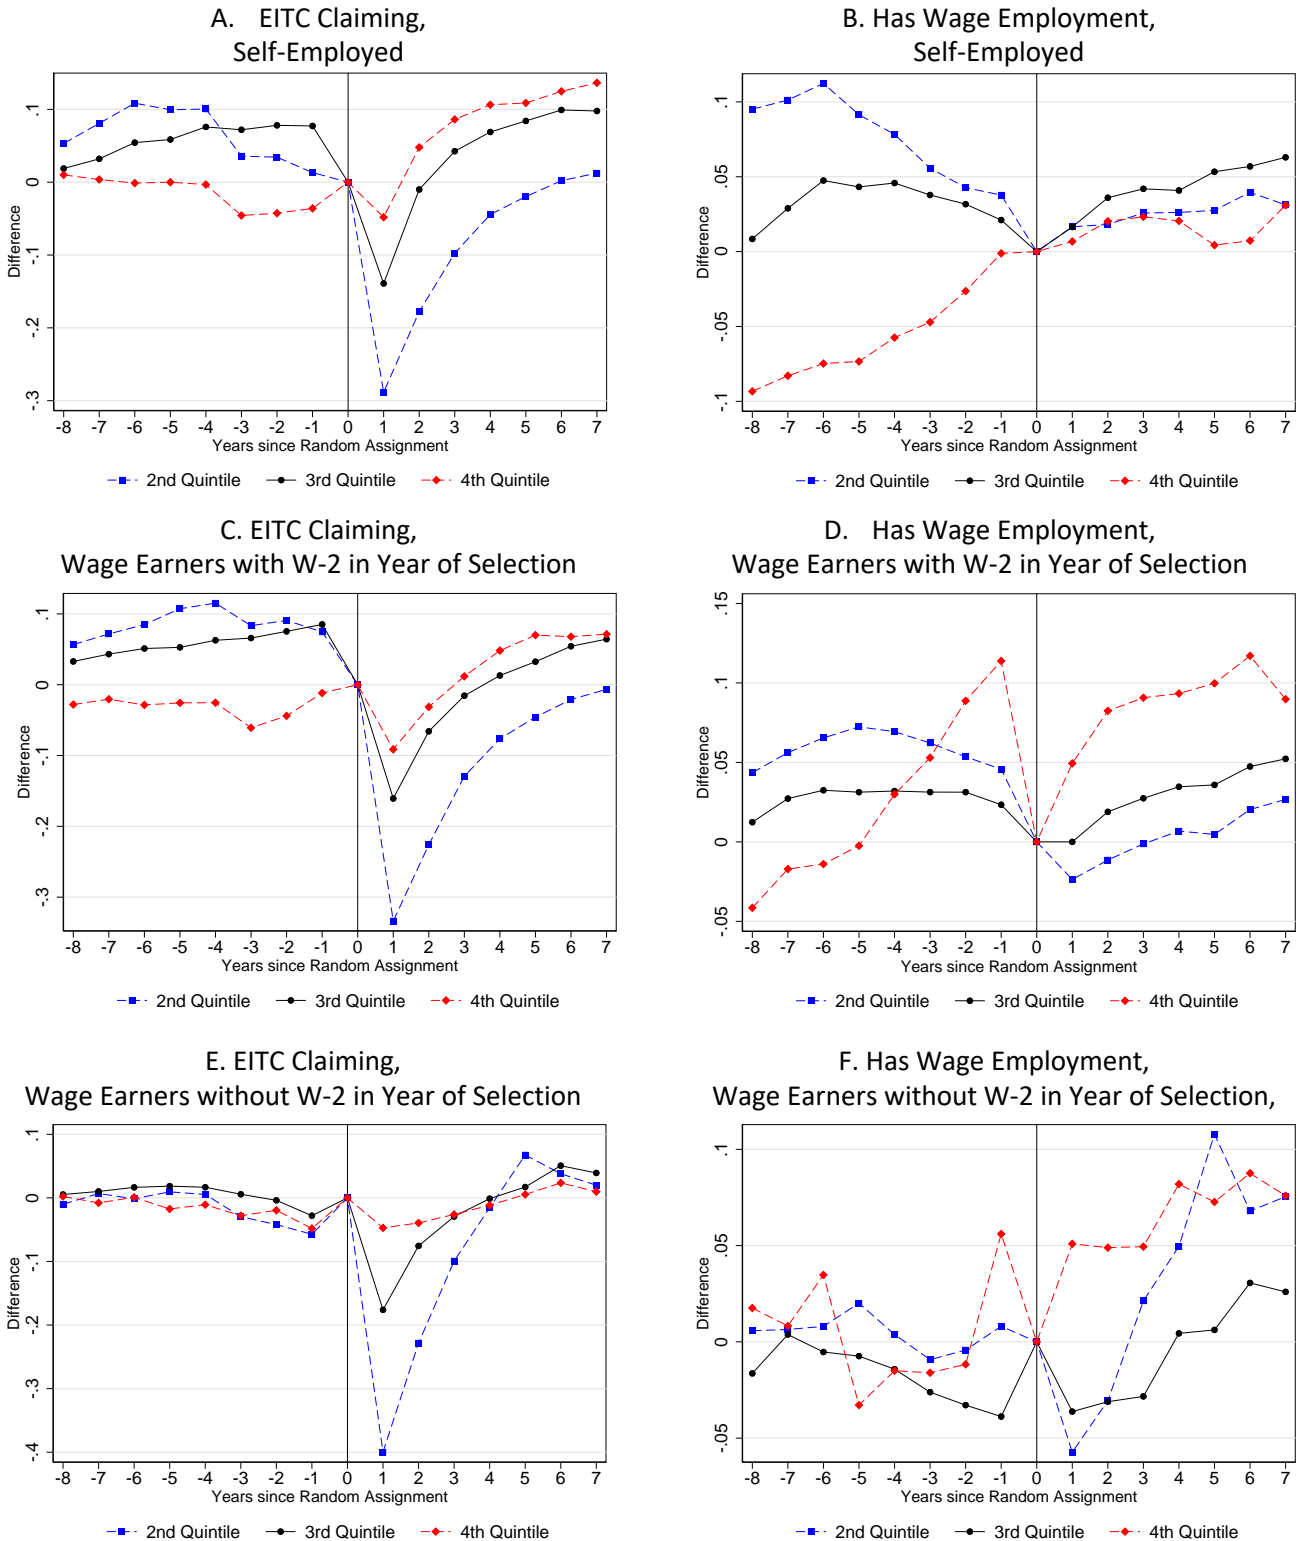 A. EITC Claiming,
Self-Employed
.1
0
-.1
-.2
-.3
Difference
-8 -7 -6 -5 -4 -3 -2 -1 0 1 2 3 4 5 6 7
Years since Random Assignment
2nd Quintile 3rd Quintile 4th Quintile
B. Has Wage Employment,
Self-Employed
.1
.05
0
-.05
-.1
Difference
-8 -7 -6 -5 -4 -3 -2 -1 0 1 2 3 4 5 6 7
Years since Random Assignment
2nd Quintile 3rd Quintile 4th Quintile
C. EITC Claiming,
Wage Earners with W-2 in Year of Selection
.1
0
-.1
-.2
-.3
Difference
-8 -7 -6 -5 -4 -3 -2 -1 0 1 2 3 4 5 6 7
Years since Random Assignment
2nd Quintile 3rd Quintile 4th Quintile
D. Has Wage Employment,
Wage Earners with W-2 in Year of Selection
.15
.1
.05
0
-.05
Difference
-8 -7 -6 -5 -4 -3 -2 -1 0 1 2 3 4 5 6 7
Years since Random Assignment
2nd Quintile 3rd Quintile 4th Quintile
E. EITC Claiming,
Wage Earners without W-2 in Year of Selection
.1
0
-.1
-.2
-.3
-.4
Difference
-8 -7 -6 -5 -4 -3 -2 -1 0 1 2 3 4 5 6 7
Years since Random Assignment
2nd Quintile 3rd Quintile 4th Quintile
F. Has Wage Employment,
Wage Earners without W-2 in Year of Selection,
.1
.05
0
-.05
Difference
-8 -7 -6 -5 -4 -3 -2 -1 0 1 2 3 4 5 6 7
Years since Random Assignment
2nd Quintile 3rd Quintile 4th Quintile